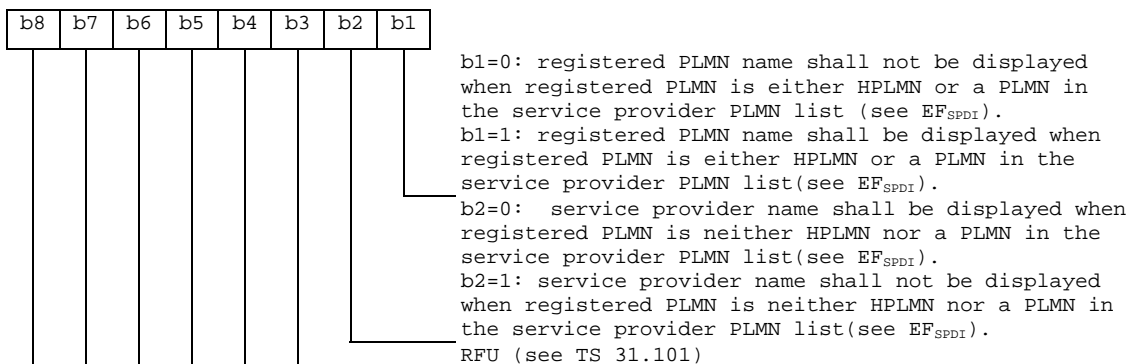 b8 b7 b6 b5 b4 b3 b2 b1
b1=0: registered PLMN name shall not be displayed
when registered PLMN is either HPLMN or a PLMN in
the service provider PLMN list (see EFSPDI).
b1=1: registered PLMN name shall be displayed when
registered PLMN is either HPLMN or a PLMN in the
service provider PLMN list(see EFSPDI).
b2=0:  service provider name shall be displayed when
registered PLMN is neither HPLMN nor a PLMN in the
service provider PLMN list(see EFSPDI).
b2=1: service provider name shall not be displayed
when registered PLMN is neither HPLMN nor a PLMN in
the service provider PLMN list(see EFSPDI).
RFU (see TS 31.101)